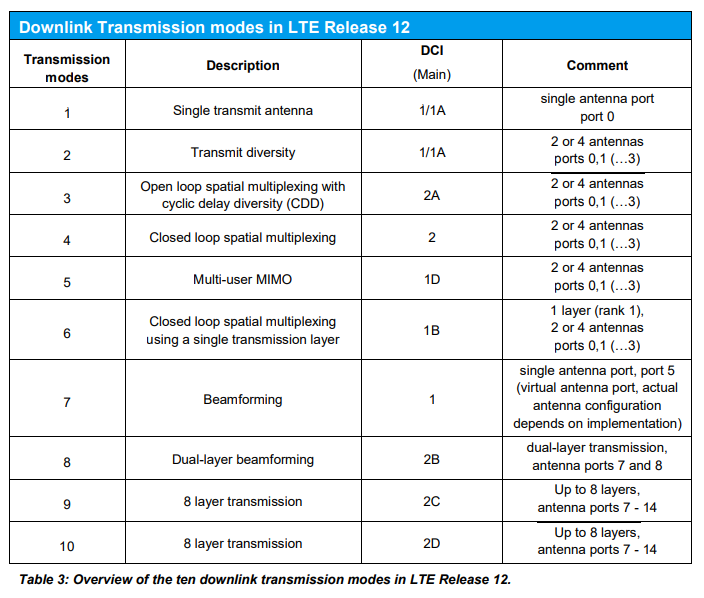 Downlink Transmission modes in LTE Release 12
Transmission
modes
Description
DCI
(Main)
Comment
1
Single transmit antenna
1/1A
single antenna port
port 0
2
Transmit diversity
1/1A
2 or 4 antennas
ports 0,1 (…3)
3
Open loop spatial multiplexing with
cyclic delay diversity (CDD)
2A
2 or 4 antennas
ports 0,1 (…3)
4
Closed loop spatial multiplexing
2
2 or 4 antennas
ports 0,1 (…3)
5
Multi-user MIMO
1D
2 or 4 antennas
ports 0,1 (…3)
6
Closed loop spatial multiplexing
using a single transmission layer
1B
1 layer (rank 1),
2 or 4 antennas
ports 0,1 (…3)
7
Beamforming
1
single antenna port, port 5
(virtual antenna port, actual
antenna configuration
depends on implementation)
8
Dual-layer beamforming
2B
dual-layer transmission,
antenna ports 7 and 8
9
8 layer transmission
2C
Up to 8 layers,
antenna ports 7 - 14
10
8 layer transmission
2D
Up to 8 layers,
antenna ports 7 - 14
Table 3: Overview of the ten downlink transmission modes in LTE Release 12.